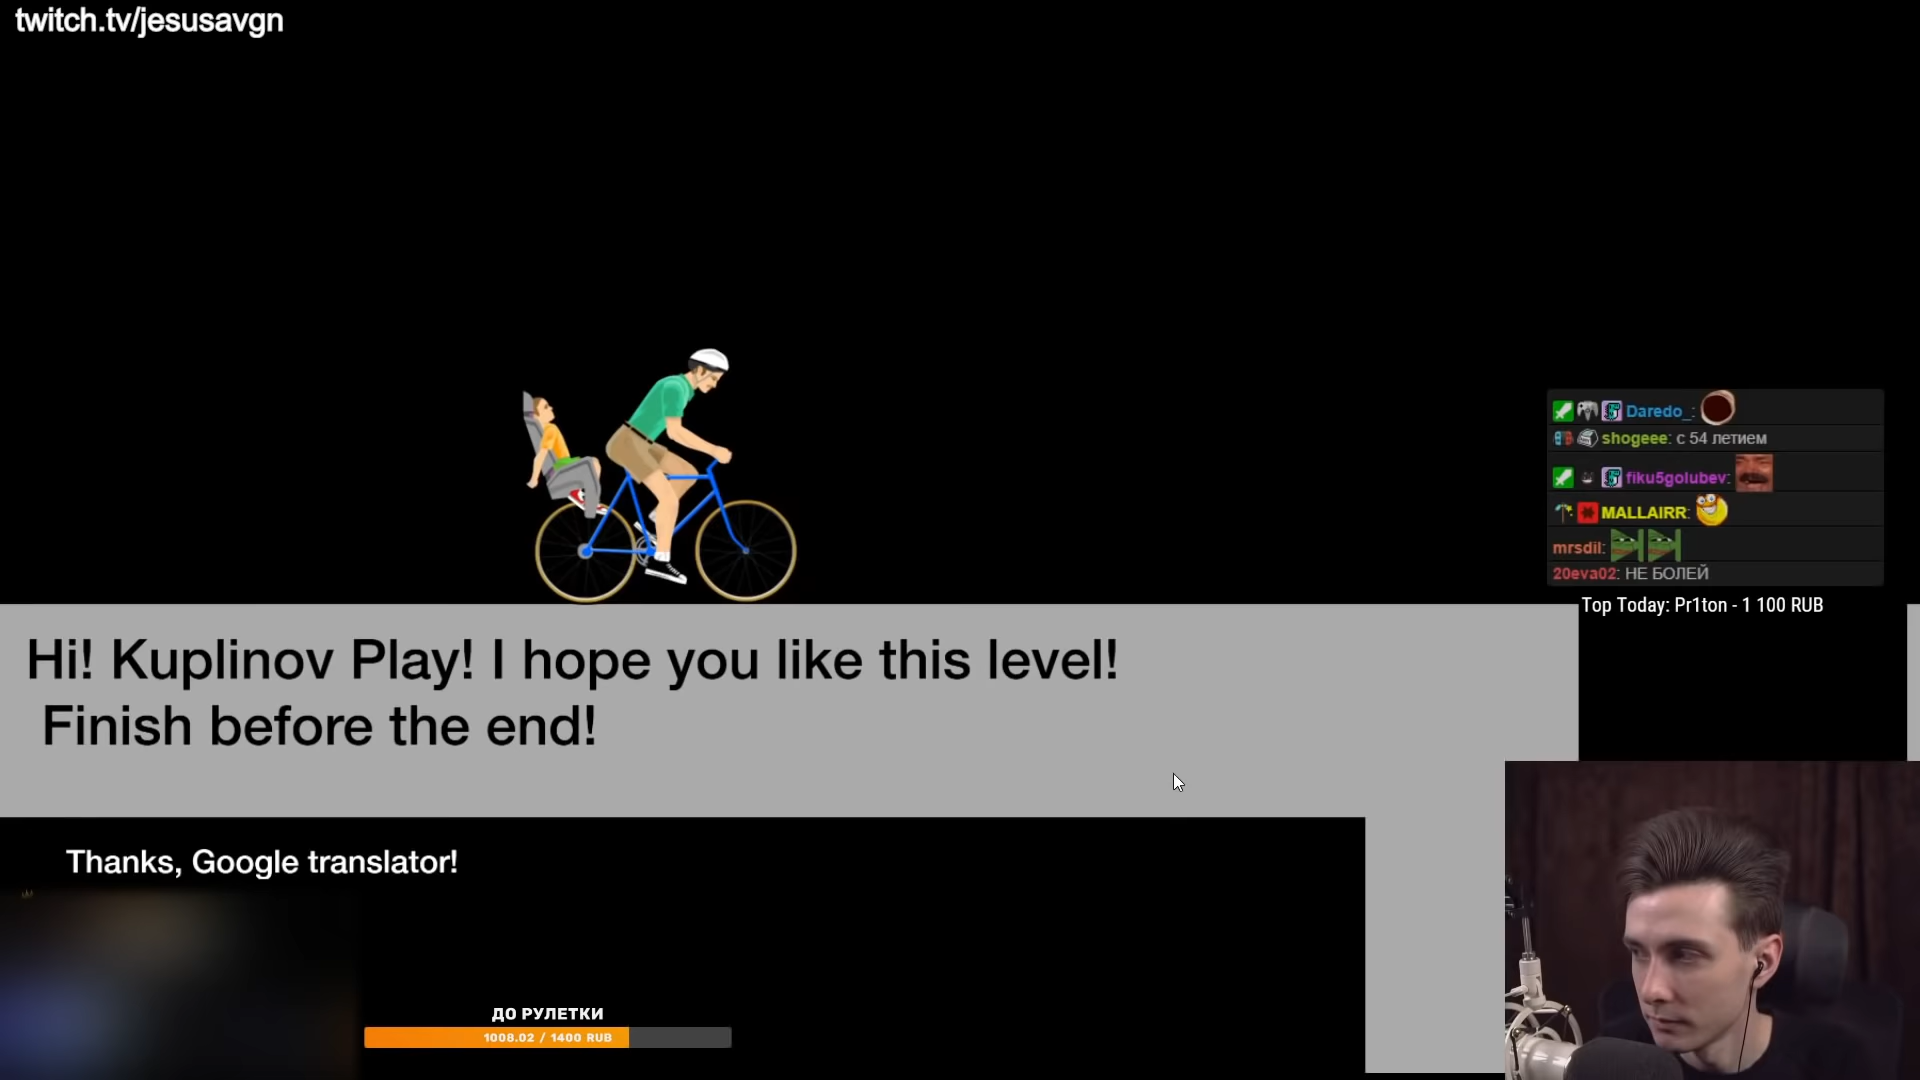 twitch.tv/jesusavgn
Daredo_:
shogeee: с 54 летием
fiku5golubev:
MALLAIRR:
mrsdil:
20eva02: НЕ БОЛЕЙ
Top Today: Pr1ton - 1 100 RUB
Hi! Kuplinov Play! I hope you like this level!
Finish before the end!
Thanks, Google translator!
ДО РУЛЕТКИ
1008.02 / 1400 RUB